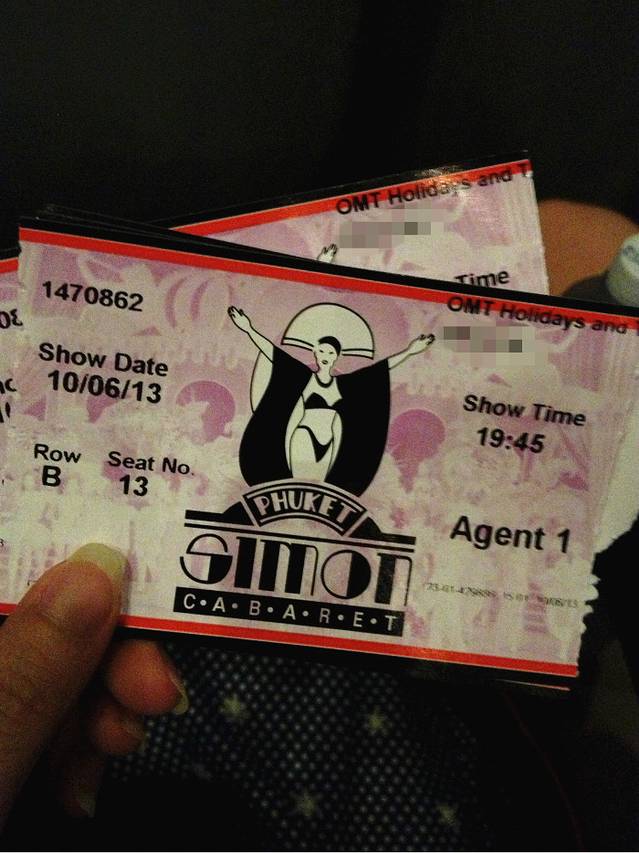 OMT Holidays and T
Time
1470862
OMT Holidays and
Show Date
10/06/13
Show Time
19:45
Row
B
Seat No.
13
PHUKET
SIMON
C•A•B•A•R•E•T
Agent 1